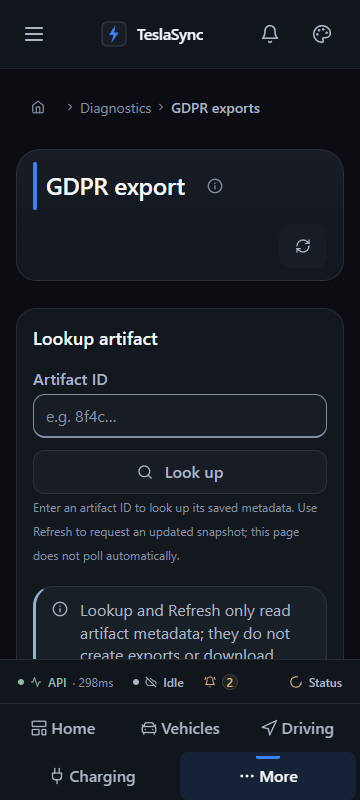 TeslaSync
Diagnostics GDPR exports
GDPR export
Lookup artifact
Artifact ID
e.g. 8f4c...
Look up
Enter an artifact ID to look up its saved metadata. Use
Refresh to request an updated snapshot; this page
does not poll automatically.
Lookup and Refresh only read
artifact metadata; they do not
create exports or download
API · 298ms Idle 2 Status
Home Vehicles Driving
Charging More